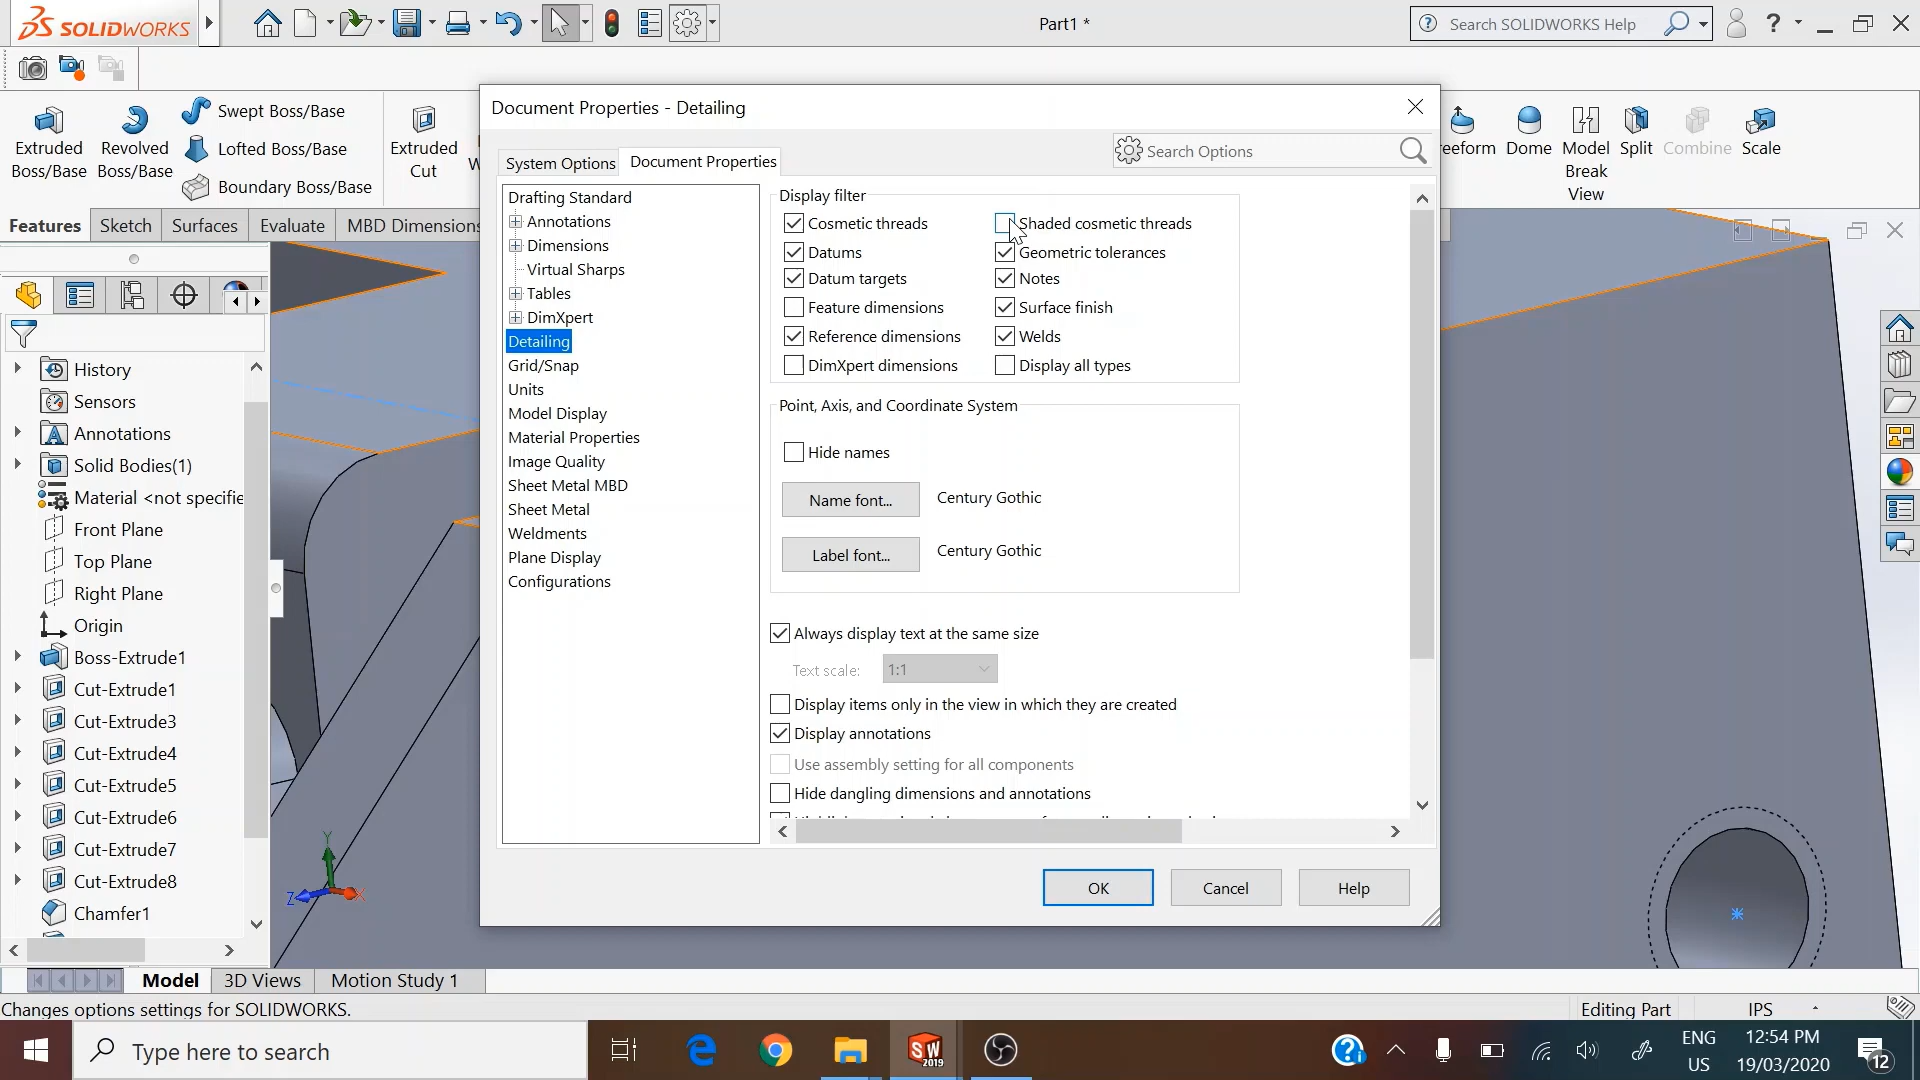 SOLIDWORKS
Part1 *
Search SOLIDWORKS Help
Extruded Boss/Base
Revolved Boss/Base
Swept Boss/Base
Lofted Boss/Base
Boundary Boss/Base
Extruded Cut
W
eeform
Dome
Model Break View
Split
Combine
Scale
Features
Sketch
Surfaces
Evaluate
MBD Dimensions
History
Sensors
Annotations
Solid Bodies(1)
Material <not specifie
Front Plane
Top Plane
Right Plane
Origin
Boss-Extrude1
Cut-Extrude1
Cut-Extrude3
Cut-Extrude4
Cut-Extrude5
Cut-Extrude6
Cut-Extrude7
Cut-Extrude8
Chamfer1
Document Properties - Detailing
System Options
Document Properties
Search Options
Drafting Standard
Annotations
Dimensions
Virtual Sharps
Tables
DimXpert
Detailing
Grid/Snap
Units
Model Display
Material Properties
Image Quality
Sheet Metal MBD
Sheet Metal
Weldments
Plane Display
Configurations
Display filter
Cosmetic threads
Shaded cosmetic threads
Datums
Geometric tolerances
Datum targets
Notes
Feature dimensions
Surface finish
Reference dimensions
Welds
DimXpert dimensions
Display all types
Point, Axis, and Coordinate System
Hide names
Name font...
Century Gothic
Label font...
Century Gothic
Always display text at the same size
Text scale:
1:1
Display items only in the view in which they are created
Display annotations
Use assembly setting for all components
Hide dangling dimensions and annotations
OK
Cancel
Help
Y
Z
X
Model
3D Views
Motion Study 1
Changes options settings for SOLIDWORKS.
Editing Part
IPS
Type here to search
SW
2019
ENG
US
12:54 PM
19/03/2020
12